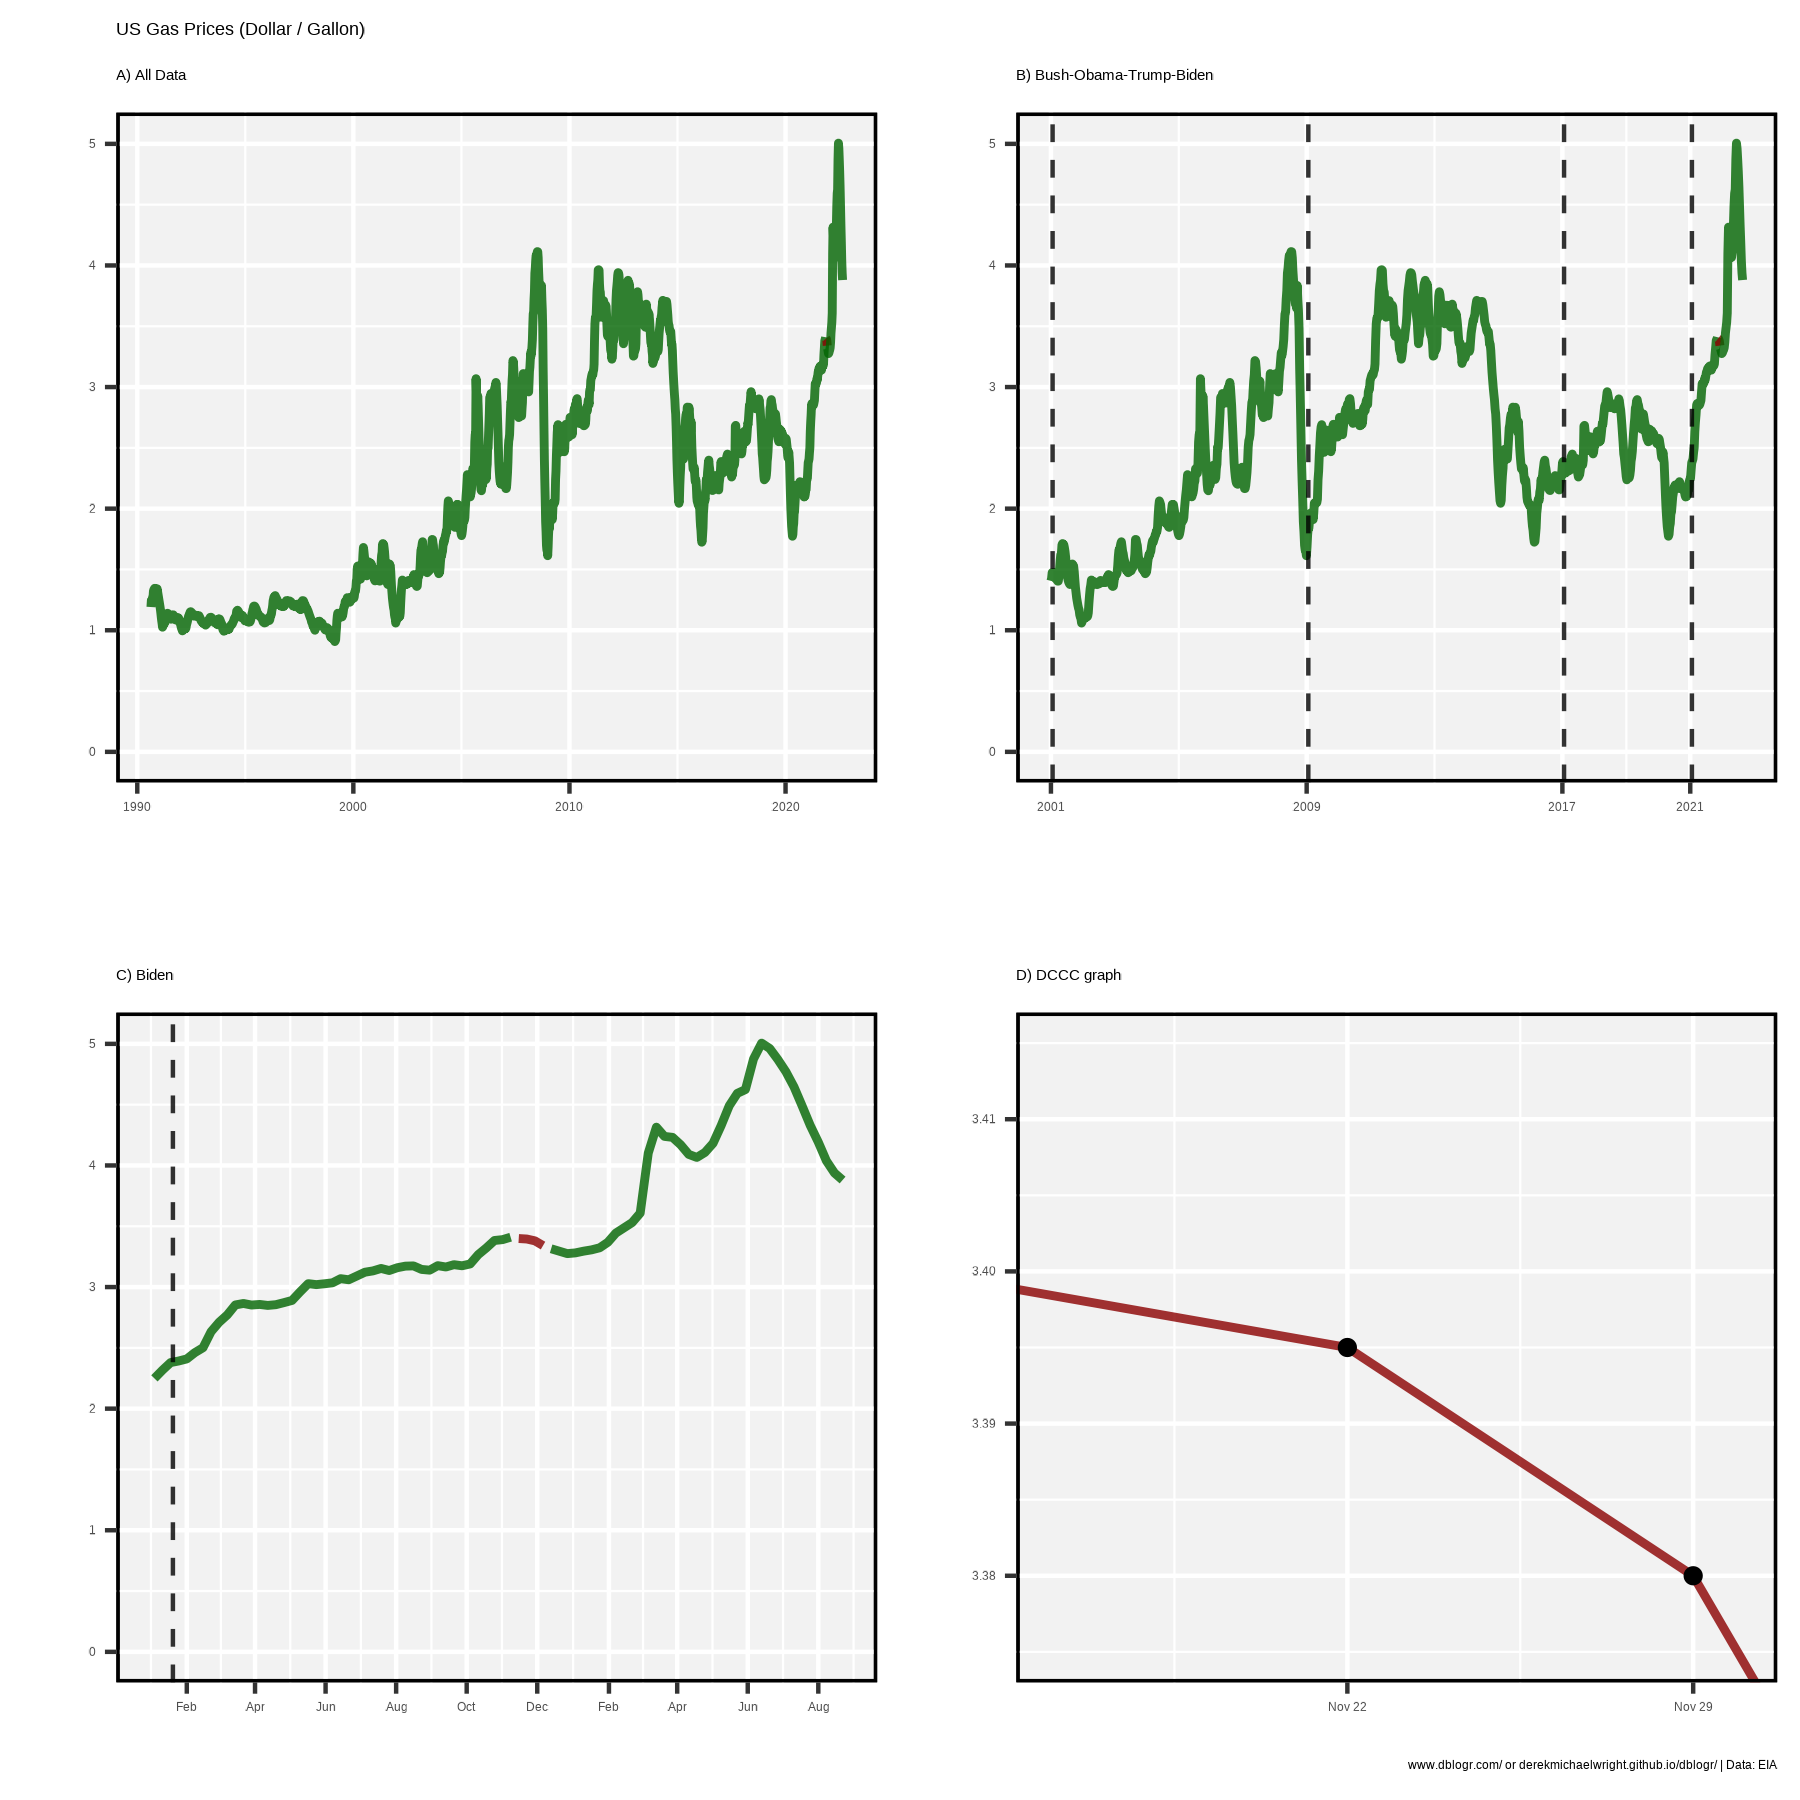 US Gas Prices (Dollar / Gallon)
A) All Data
B) Bush-Obama-Trump-Biden
5
4
3
2
1
0
1990
2000
2010
2020
5
4
3
2
1
0
2001
2009
2017
2021
C) Biden
D) DCCC graph
5
4
3
2
1
0
Feb
Apr
Jun
Aug
Oct
Dec
Feb
Apr
Jun
Aug
3.41
3.40
3.39
3.38
Nov 22
Nov 29
www.dblogr.com/ or derekmichaelwright.github.io/dblogr/ | Data: EIA